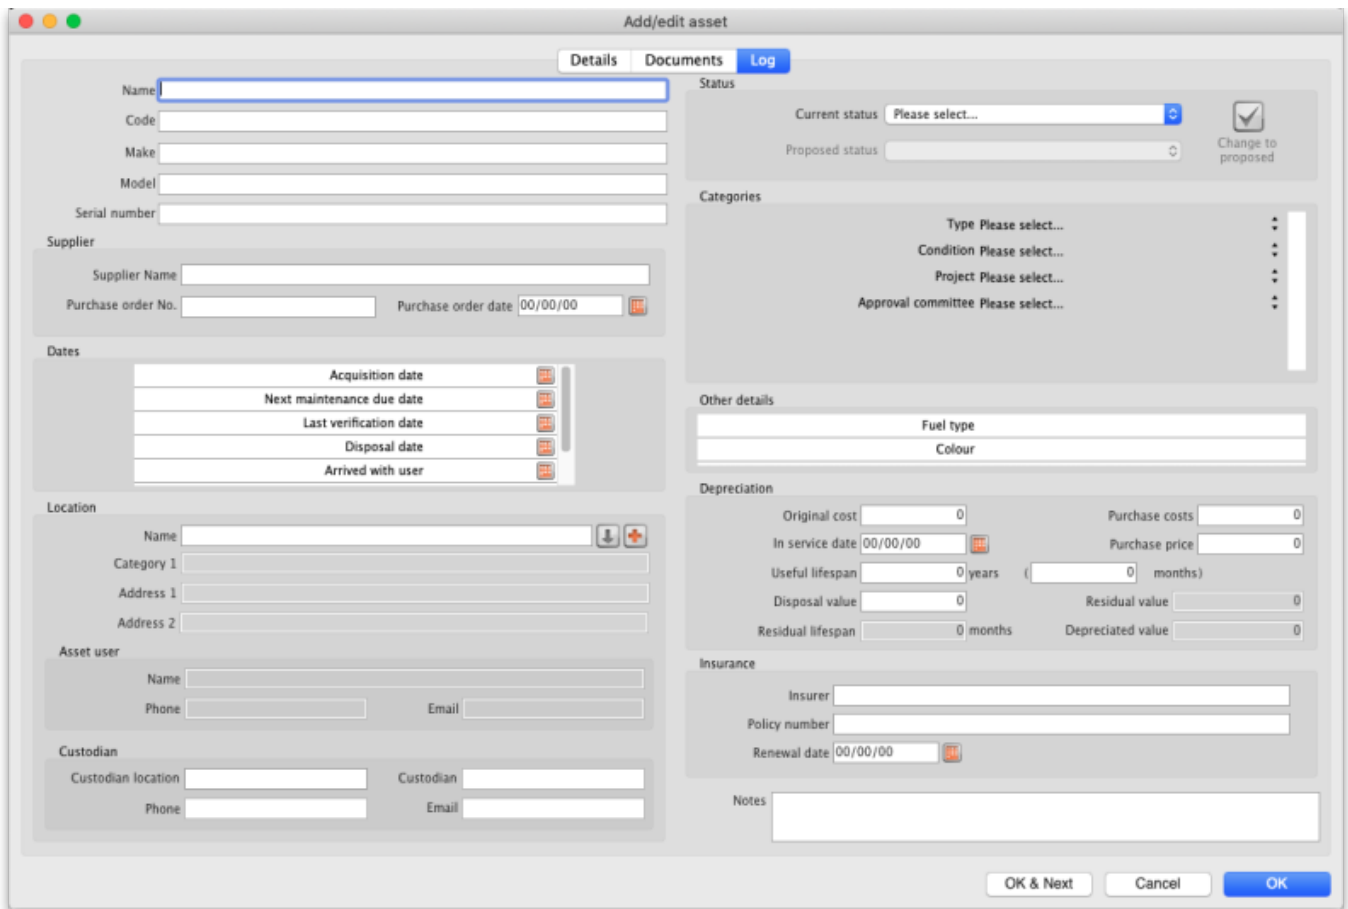 Add/edit asset
Details Documents Log
Name
Code
Make
Model
Serial number
Supplier
Supplier Name
Purchase order No. Purchase order date 00/00/00
Dates
Acquisition date
Next maintenance due date
Last verification date
Disposal date
Arrived with user
Location
Name
Category 1
Address 1
Address 2
Asset user
Name
Phone Email
Custodian
Custodian location Custodian
Phone Email
Status
Current status Please select...
Proposed status
Change to
proposed
Categories
Type Please select...
Condition Please select...
Project Please select...
Approval committee Please select...
Other details
Fuel type
Colour
Depreciation
Original cost 0 Purchase costs 0
In service date 00/00/00 Purchase price 0
Useful lifespan 0 years ( 0 months)
Disposal value 0 Residual value 0
Residual lifespan 0 months Depreciated value 0
Insurance
Insurer
Policy number
Renewal date 00/00/00
Notes
OK & Next Cancel OK